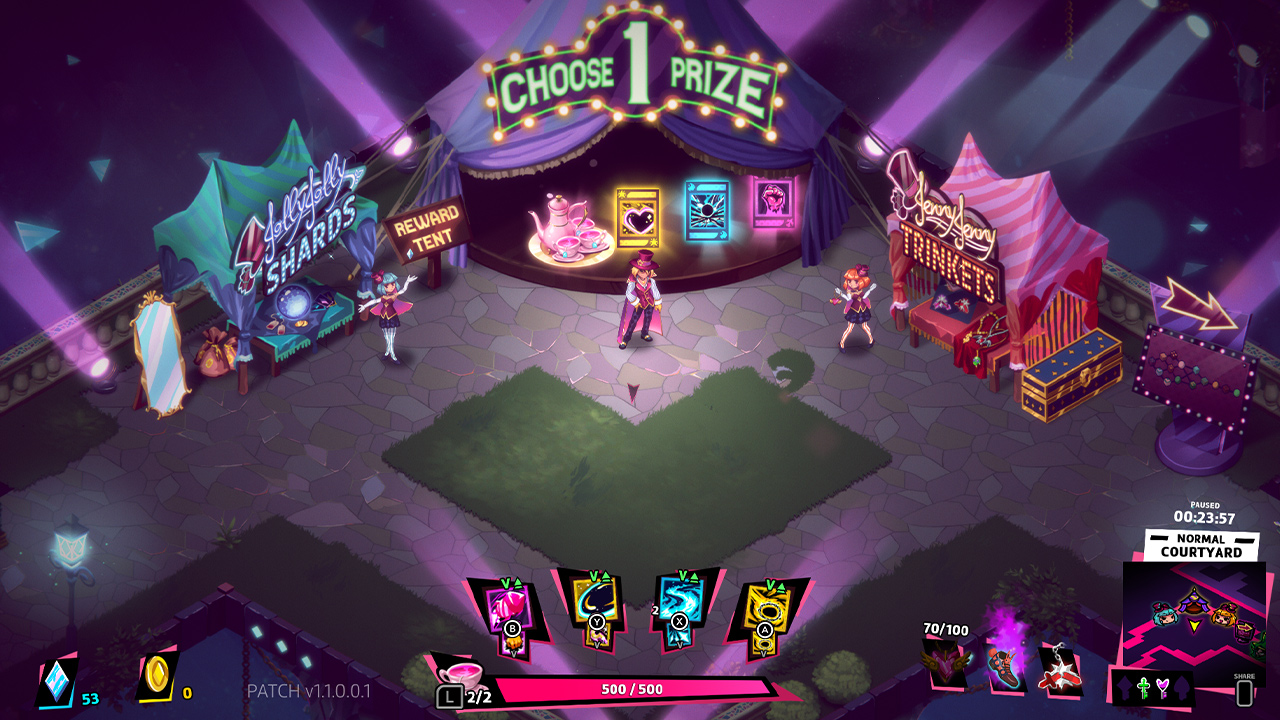 CHOOSE 1 PRIZE
JollyJolly
SHARDS
REWARD
TENT
JennyJenny
TRINKETS
PAUSED
00:23:57
NORMAL
COURTYARD
V V V V
B Y 2 X A
V V V V
70/100
53
0
PATCH v1.1.0.0.1
L 2/2
500 / 500
SHARE